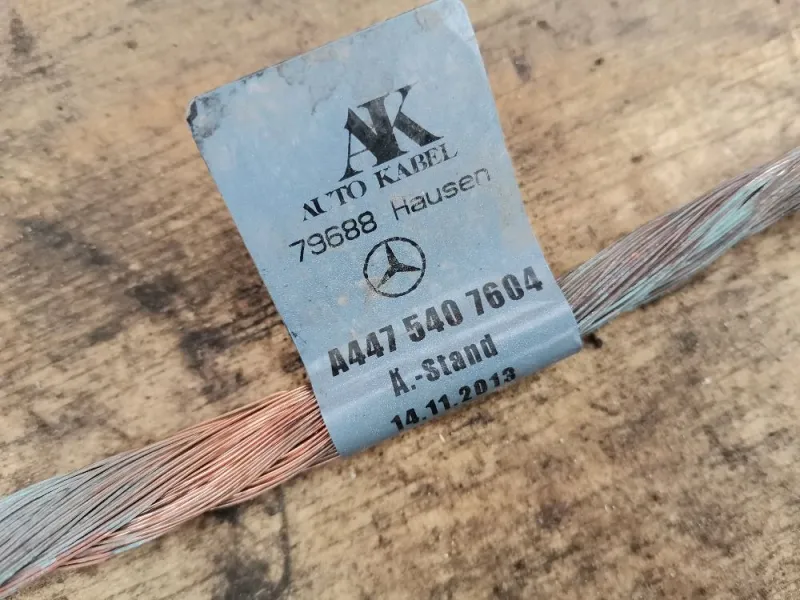 AK
AUTO KABEL
79688 Hausen
A447 540 7604
Ä.-Stand
14.11.2013